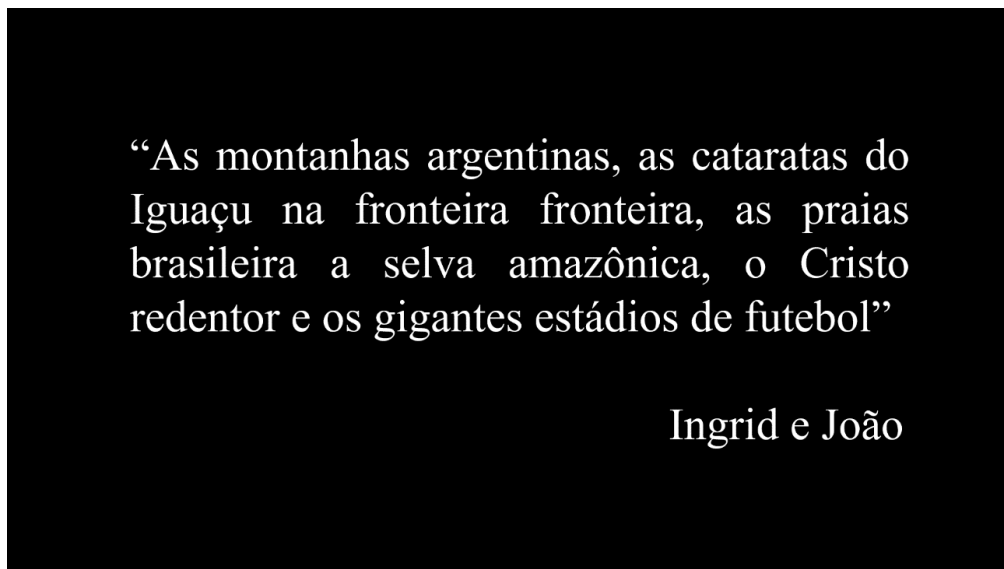 “As montanhas argentinas, as cataratas do
Iguaçu na fronteira fronteira, as praias
brasileira a selva amazônica, o Cristo
redentor e os gigantes estádios de futebol”
Ingrid e João